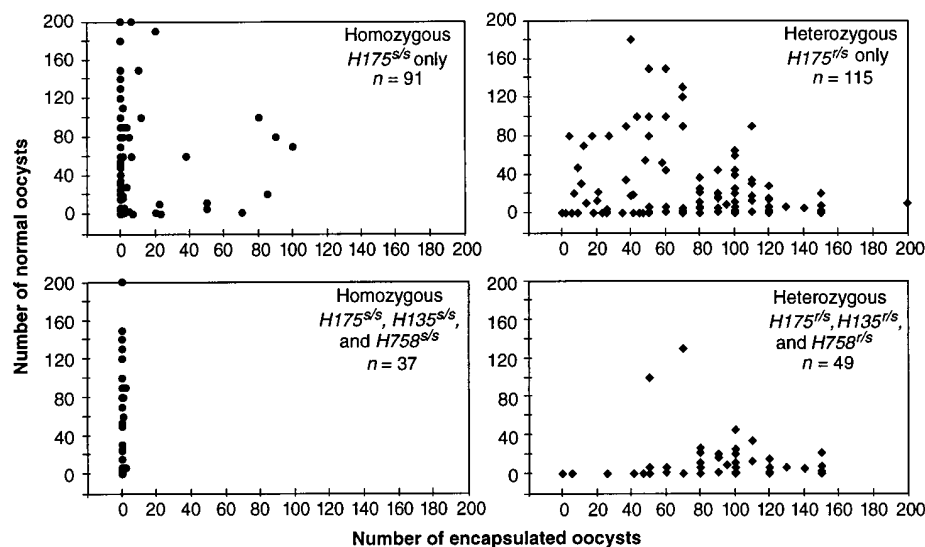 Number of normal oocysts
200
160
120
80
40
0
Homozygous
H175s/s only
n = 91
0 20 40 60 80 100 120 140 160 180 200
200
160
120
80
40
0
Heterozygous
H175r/s only
n = 115
0 20 40 60 80 100 120 140 160 180 200
200
160
120
80
40
0
Homozygous
H175s/s, H135s/s,
and H758s/s
n = 37
0 20 40 60 80 100 120 140 160 180 200
200
160
120
80
40
0
Heterozygous
H175r/s, H135r/s,
and H758r/s
n = 49
0 20 40 60 80 100 120 140 160 180 200
Number of encapsulated oocysts